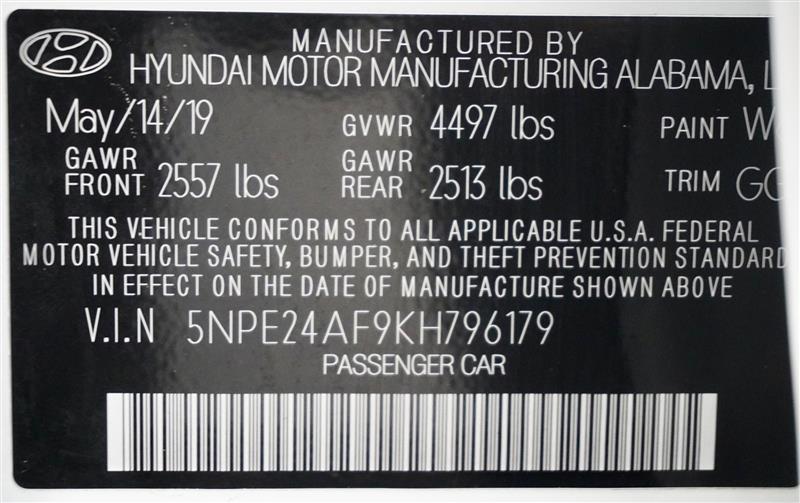 MANUFACTURED BY
HYUNDAI MOTOR MANUFACTURING ALABAMA,
May/14/19 GVWR 4497 lbs PAINT
GAWR FRONT 2557 lbs GAWR REAR 2513 lbs TRIM
THIS VEHICLE CONFORMS TO ALL APPLICABLE U.S.A. FEDERAL
MOTOR VEHICLE SAFETY, BUMPER, AND THEFT PREVENTION STANDARD
IN EFFECT ON THE DATE OF MANUFACTURE SHOWN ABOVE
V.I.N 5NPE24AF9KH796179
PASSENGER CAR